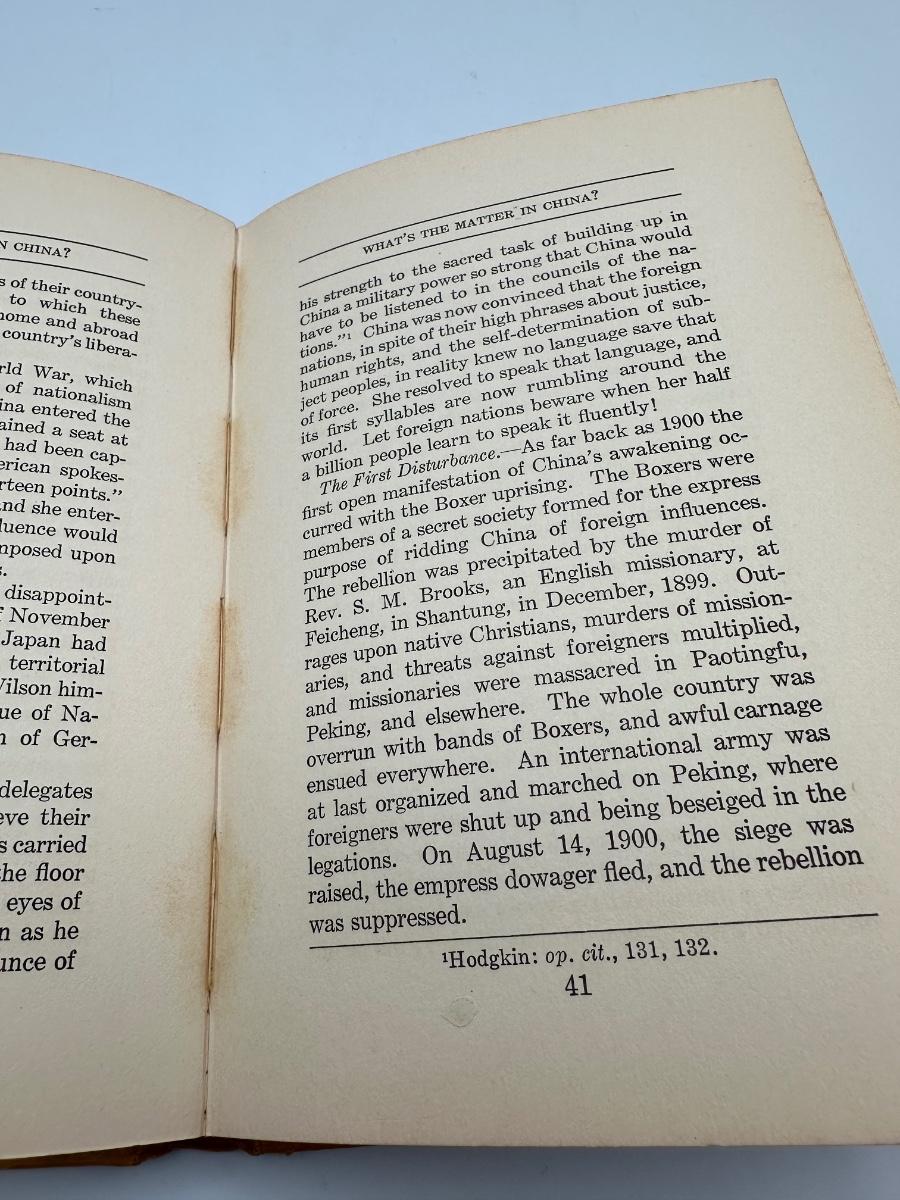 N CHINA?
s of their country-
to which these
home and abroad
country's libera-
rld War, which
of nationalism
ina entered the
ained a seat at
had been cap-
erican spokes-
rteen points."
nd she enter-
luence would
mposed upon
s.
disappoint-
f November
Japan had
territorial
Vilson him-
ue of Na-
n of Ger-
delegates
eve their
s carried
the floor
eyes of
n as he
unce of
WHAT'S THE MATTER IN CHINA?
his strength to the sacred task of building up in
China a military power so strong that China would
have to be listened to in the councils of the na-
tions."¹ China was now convinced that the foreign
nations, in spite of their high phrases about justice,
human rights, and the self-determination of sub-
ject peoples, in reality knew no language save that
of force. She resolved to speak that language, and
its first syllables are now rumbling around the
world. Let foreign nations beware when her half
a billion people learn to speak it fluently!
The First Disturbance.—As far back as 1900 the
first open manifestation of China's awakening oc-
curred with the Boxer uprising. The Boxers were
members of a secret society formed for the express
purpose of ridding China of foreign influences.
The rebellion was precipitated by the murder of
Rev. S. M. Brooks, an English missionary, at
Feicheng, in Shantung, in December, 1899. Out-
rages upon native Christians, murders of mission-
aries, and threats against foreigners multiplied,
and missionaries were massacred in Paotingfu,
Peking, and elsewhere. The whole country was
overrun with bands of Boxers, and awful carnage
ensued everywhere. An international army was
at last organized and marched on Peking, where
foreigners were shut up and being beseiged in the
legations. On August 14, 1900, the siege was
raised, the empress dowager fled, and the rebellion
was suppressed.
¹Hodgkin: op. cit., 131, 132.
41